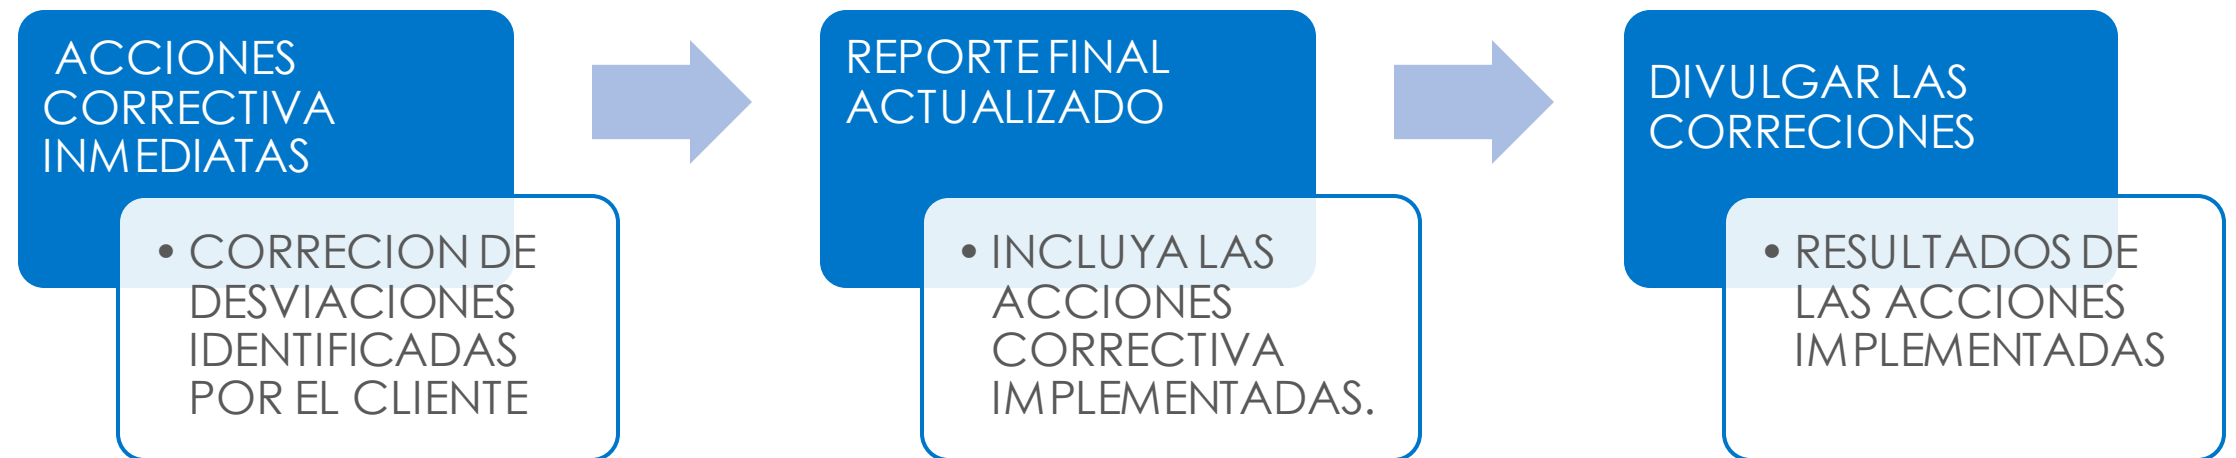 ACCIONES
CORRECTIVA
INMEDIATAS
• CORRECION DE
DESVIACIONES
IDENTIFICADAS
POR EL CLIENTE
REPORTE FINAL
ACTUALIZADO
• INCLUYA LAS
ACCIONES
CORRECTIVA
IMPLEMENTADAS.
DIVULGAR LAS
CORRECIONES
• RESULTADOS DE
LAS ACCIONES
IMPLEMENTADAS